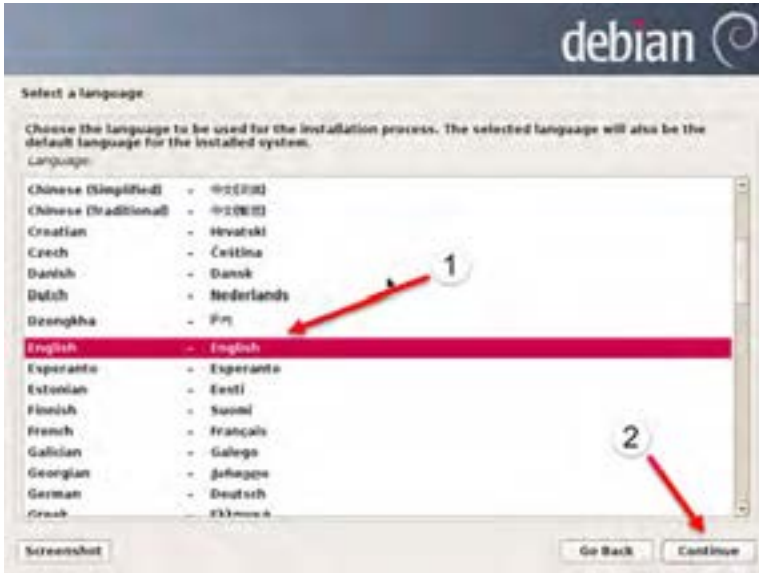 debian
Select a language
Choose the language to be used for the installation process. The selected language will also be the
default language for the installed system.
Language:
Chinese (Simplified) - 中文(简体)
Chinese (Traditional) - 中文(繁體)
Croatian - Hrvatski
Czech - Čeština
Danish - Dansk
1
Dutch - Nederlands
Dzongkha -
English - English
Esperanto - Esperanto
Estonian - Eesti
Finnish - Suomi
French - Français
Galician - Galego
2
Georgian - ქართული
German - Deutsch
Greek - Ελληνικά
Screenshot
Go Back
Continue